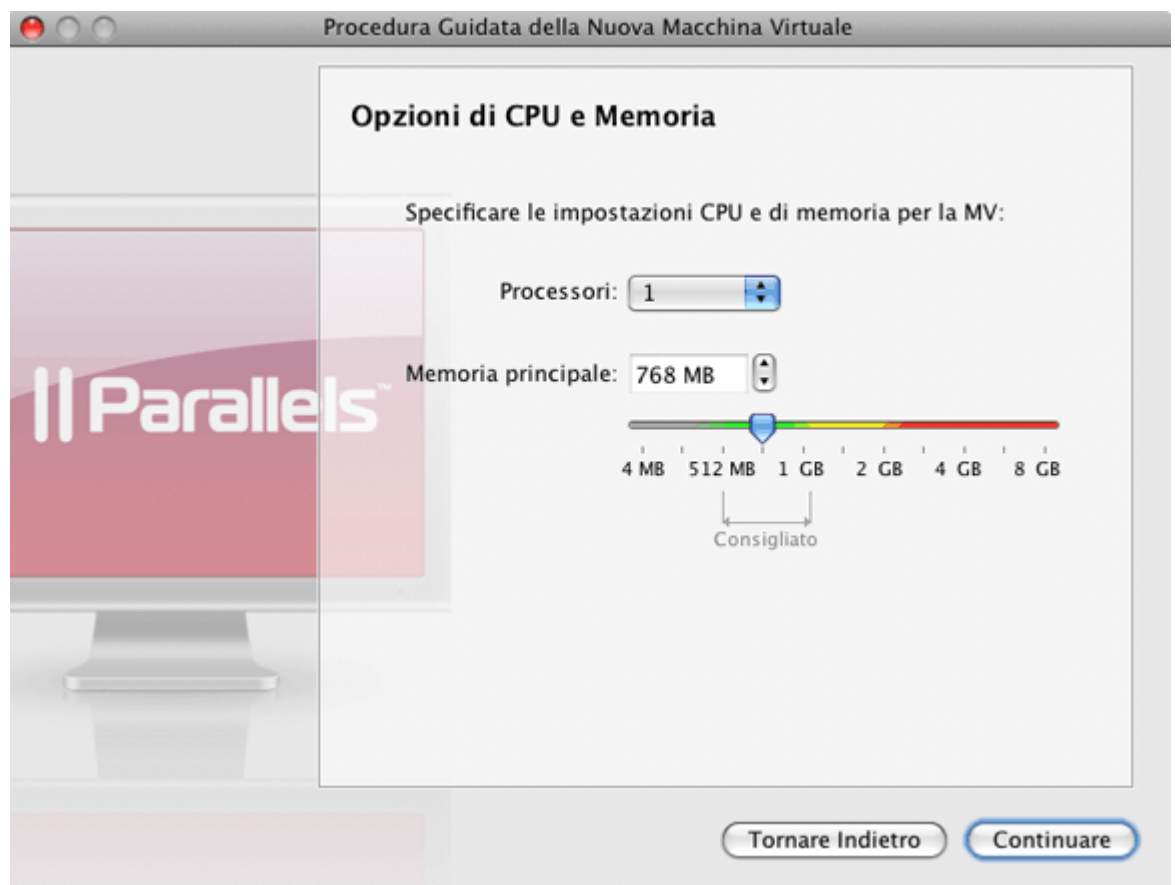 Procedura Guidata della Nuova Macchina Virtuale
Opzioni di CPU e Memoria
Specificare le impostazioni CPU e di memoria per la MV:
Processori: 1
Parallels™
Memoria principale: 768 MB
4 MB 512 MB 1 GB 2 GB 4 GB 8 GB
Consigliato
Tornare Indietro Continuare